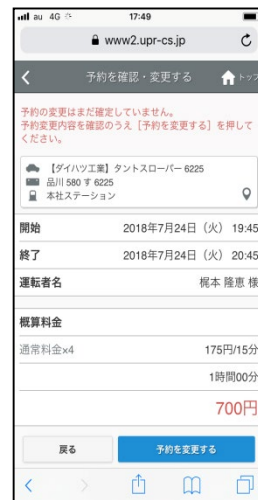 au 4G 17:49
www2.upr-cs.jp
予約を確認・変更する トップ
予約の変更はまだ確定していません。
予約変更内容を確認のうえ［予約を変更する］を押して
ください。
【ダイハツ工業】タントスローパー 6225
品川 580 す 6225
本社ステーション
開始 2018年7月24日（火） 19:45
終了 2018年7月24日（火） 20:45
運転者名 梶本 隆恵 様
概算料金
通常料金×4 175円/15分
1時間00分
700円
戻る 予約を変更する